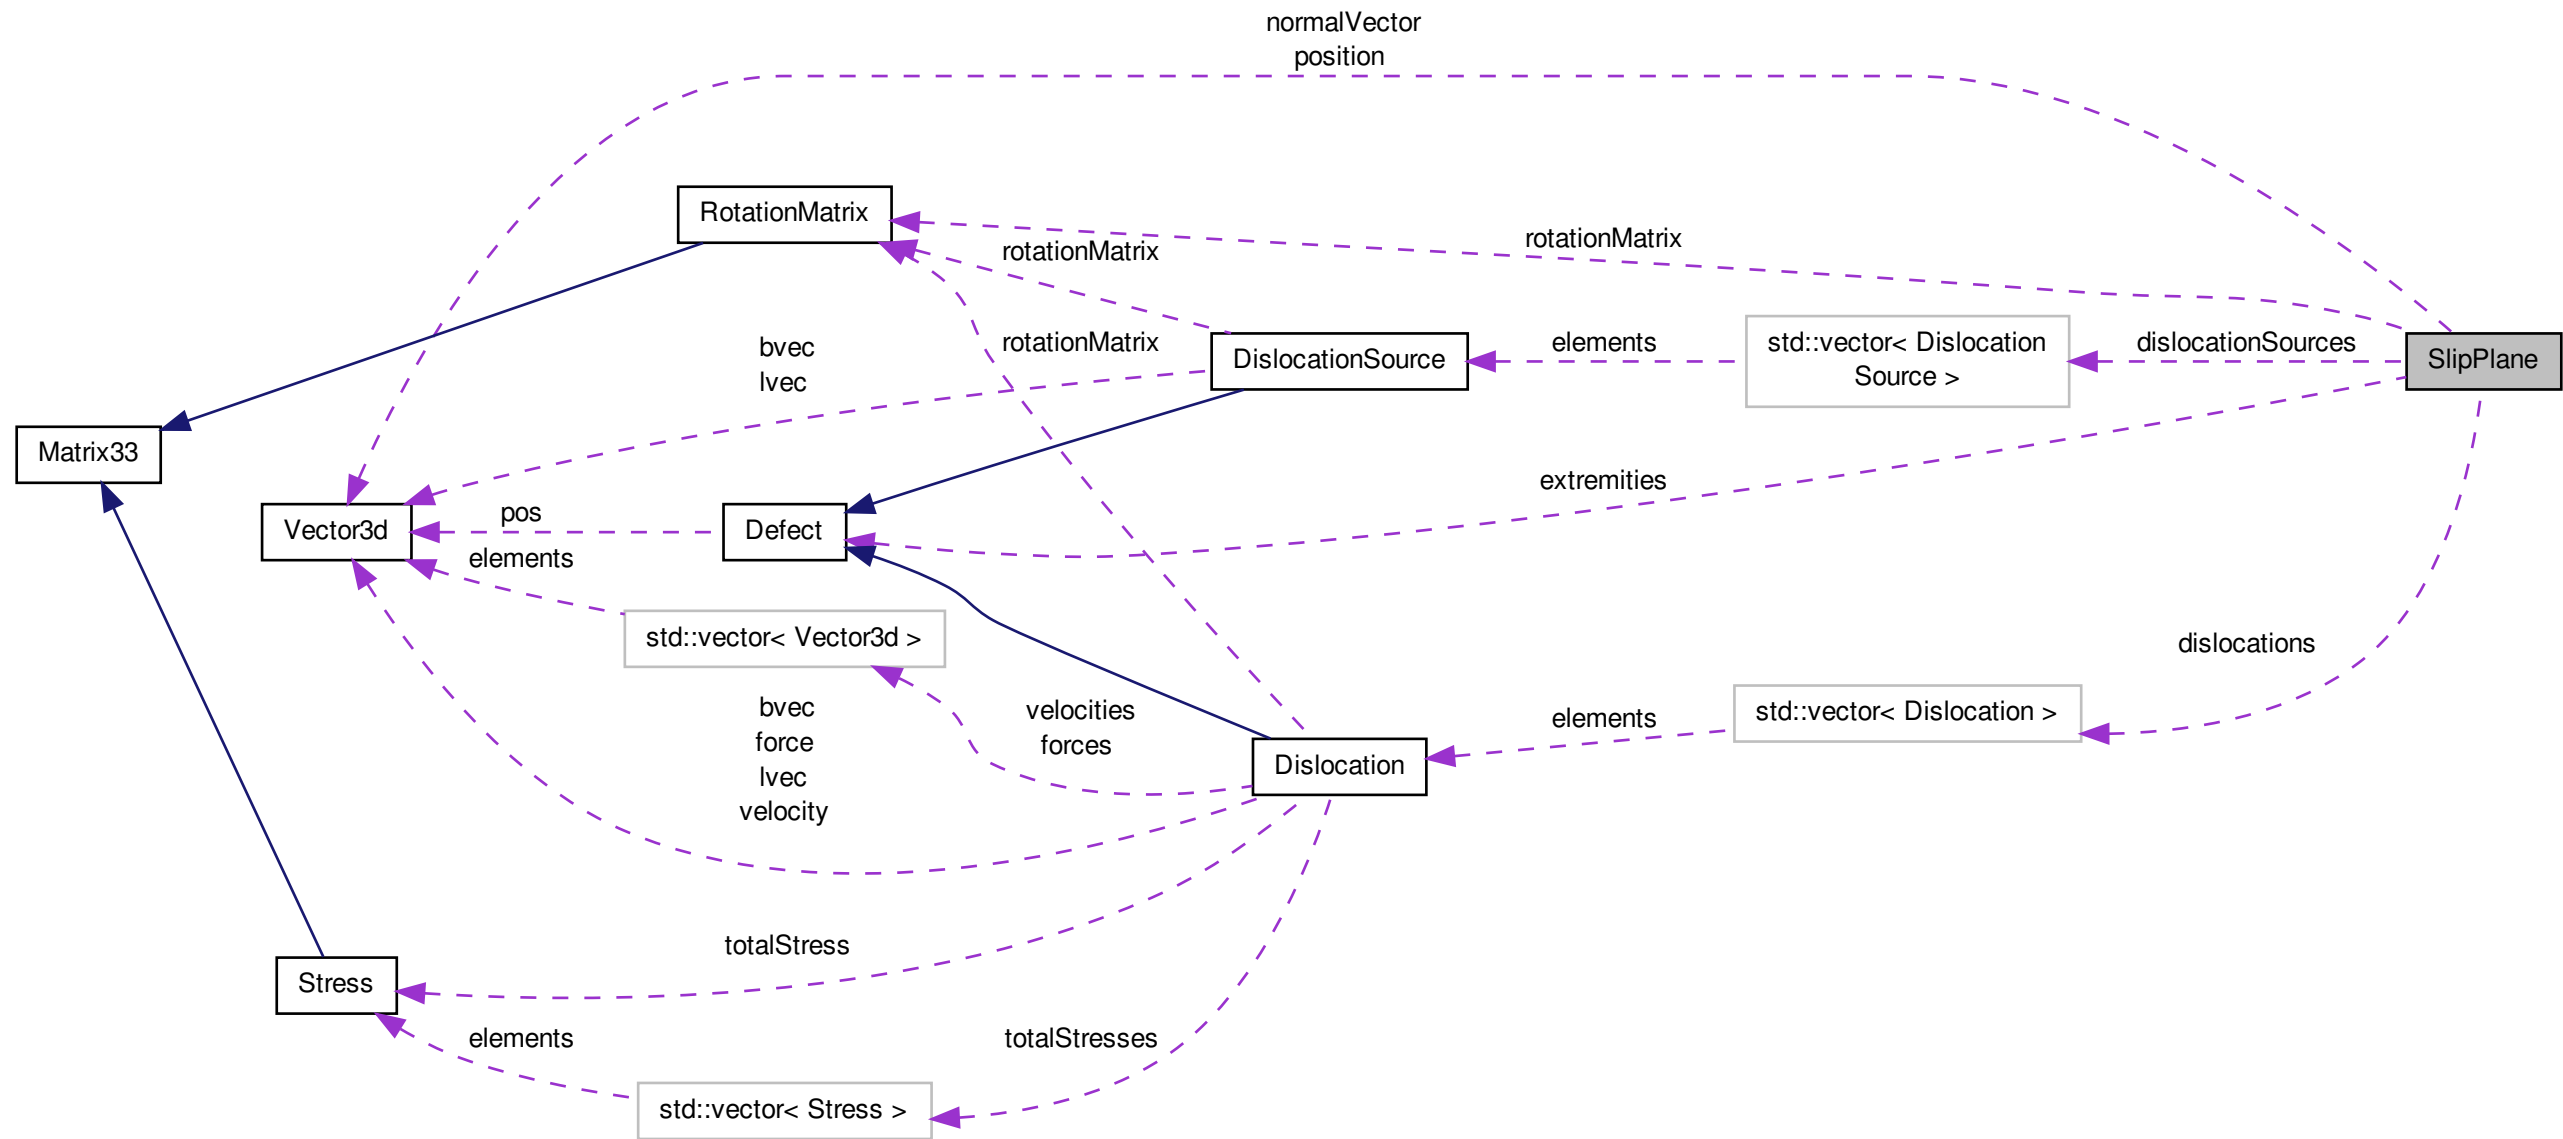 normalVector
position
RotationMatrix
rotationMatrix
rotationMatrix
bvec
lvec
rotationMatrix
DislocationSource
elements
std::vector< Dislocation
Source >
dislocationSources
SlipPlane
Matrix33
extremities
Vector3d
pos
Defect
elements
std::vector< Vector3d >
dislocations
bvec
force
lvec
velocity
velocities
forces
elements
std::vector< Dislocation >
Dislocation
totalStress
Stress
elements
totalStresses
std::vector< Stress >